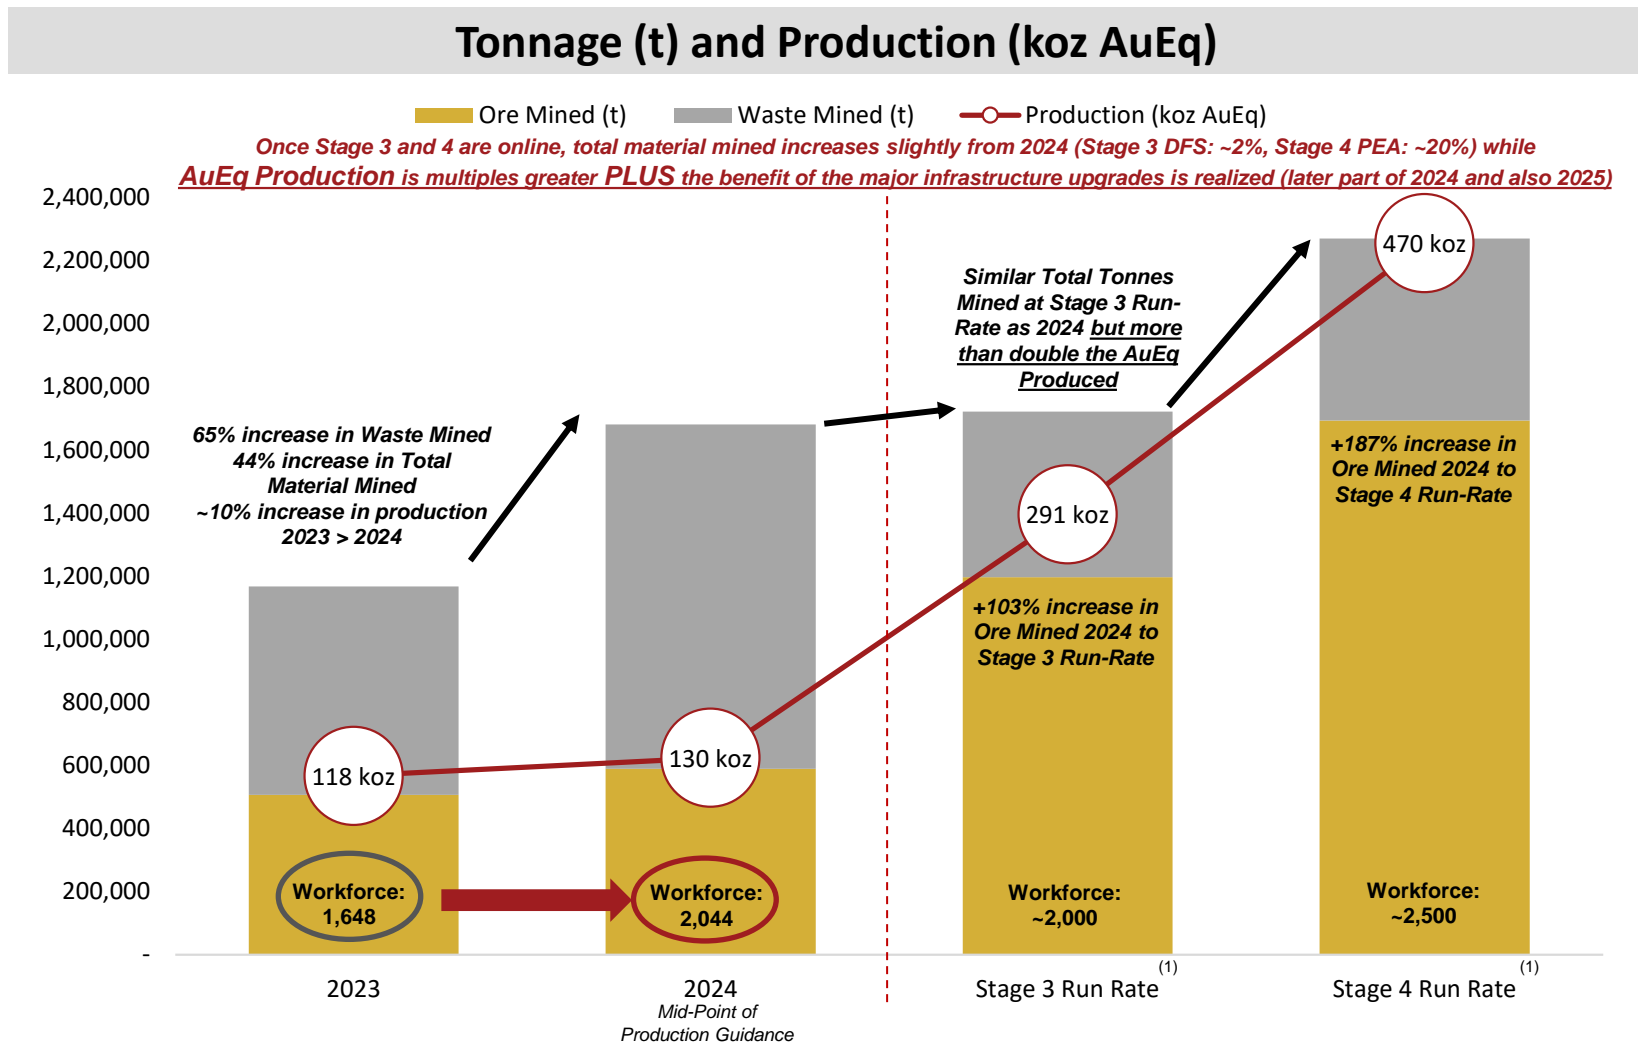 Tonnage (t) and Production (koz AuEq)
Ore Mined (t)
Waste Mined (t)
Production (koz AuEq)
Once Stage 3 and 4 are online, total material mined increases slightly from 2024 (Stage 3 DFS: ~2%, Stage 4 PEA: ~20%) while
AuEq Production is multiples greater PLUS the benefit of the major infrastructure upgrades is realized (later part of 2024 and also 2025)
2,400,000
2,200,000
2,000,000
1,800,000
1,600,000
1,400,000
1,200,000
1,000,000
800,000
600,000
400,000
200,000
-
65% increase in Waste Mined
44% increase in Total
Material Mined
~10% increase in production
2023 > 2024
Similar Total Tonnes
Mined at Stage 3 Run-
Rate as 2024 but more
than double the AuEq
Produced
118 koz
130 koz
291 koz
470 koz
+103% increase in
Ore Mined 2024 to
Stage 3 Run-Rate
+187% increase in
Ore Mined 2024 to
Stage 4 Run-Rate
Workforce:
1,648
Workforce:
2,044
Workforce:
~2,000
Workforce:
~2,500
2023
2024
Mid-Point of
Production Guidance
Stage 3 Run Rate (1)
Stage 4 Run Rate (1)